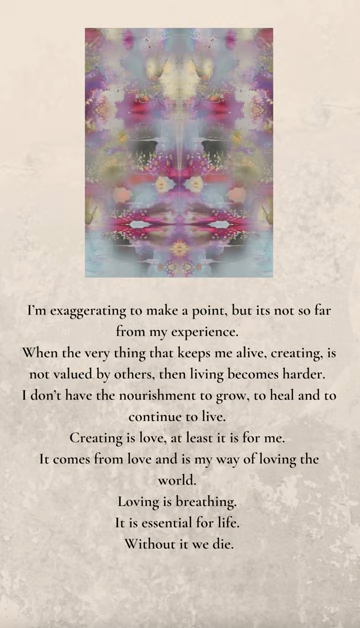 I'm exaggerating to make a point, but its not so far
from my experience.
When the very thing that keeps me alive, creating, is
not valued by others, then living becomes harder.
I don't have the nourishment to grow, to heal and to
continue to live.
Creating is love, at least it is for me.
It comes from love and is my way of loving the
world.
Loving is breathing.
It is essential for life.
Without it we die.